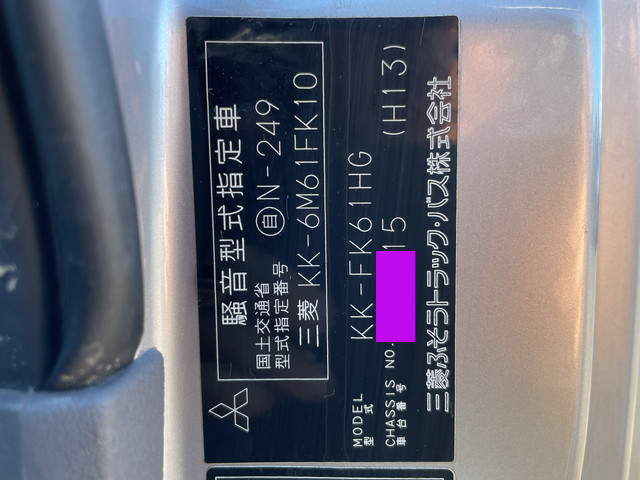 騒音型式指定車
国土交通省
型式指定番号 自N-249
三菱 KK-6M61FK10
MODEL
型式 KK-FK61HG
CHASSIS NO.
車台番号 15 (H13)
三菱ふそうトラック・バス株式会社